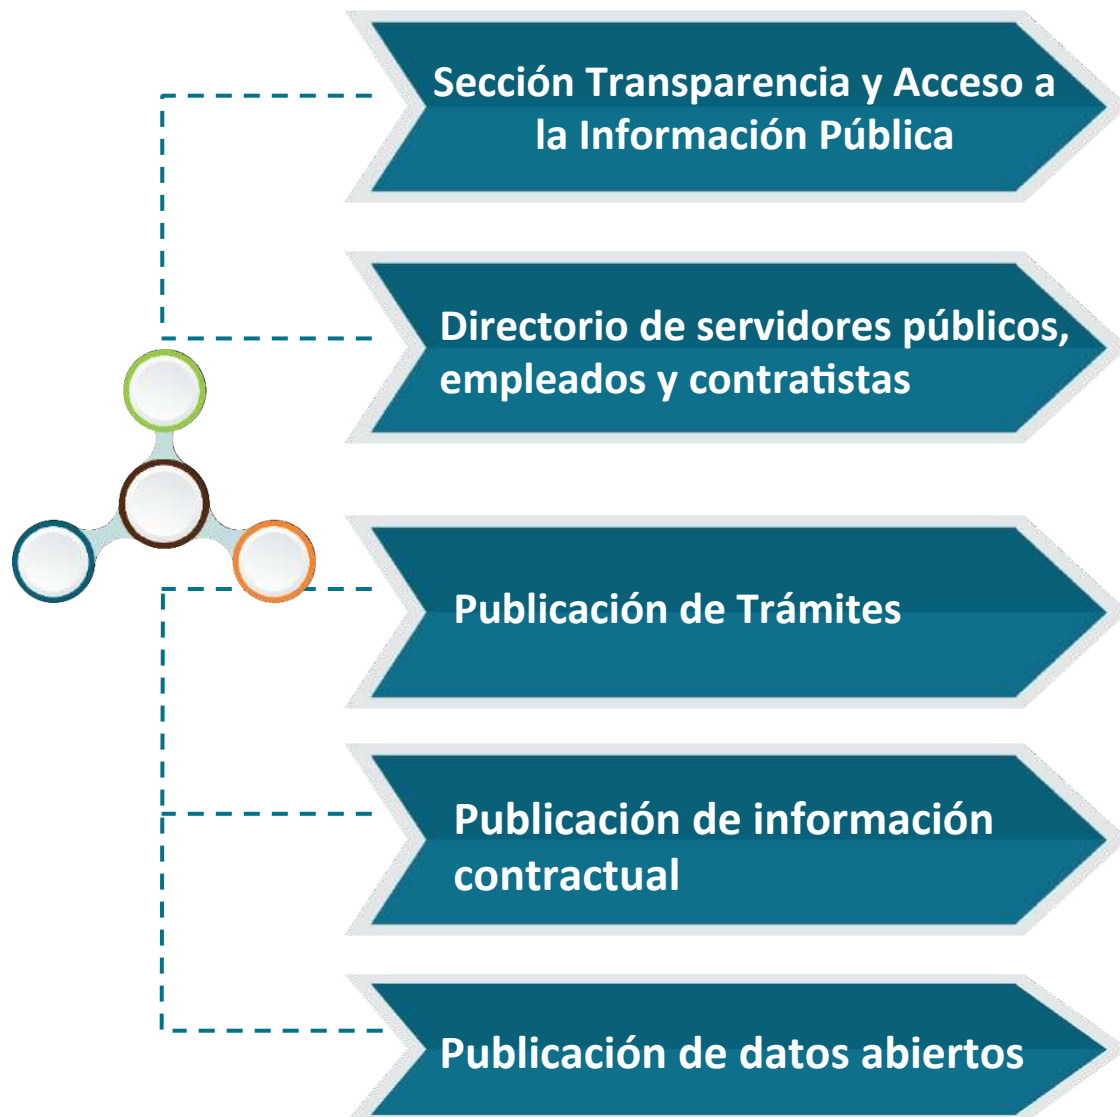 Sección Transparencia y Acceso a
la Información Pública
Directorio de servidores públicos,
empleados y contratistas
Publicación de Trámites
Publicación de información
contractual
Publicación de datos abiertos